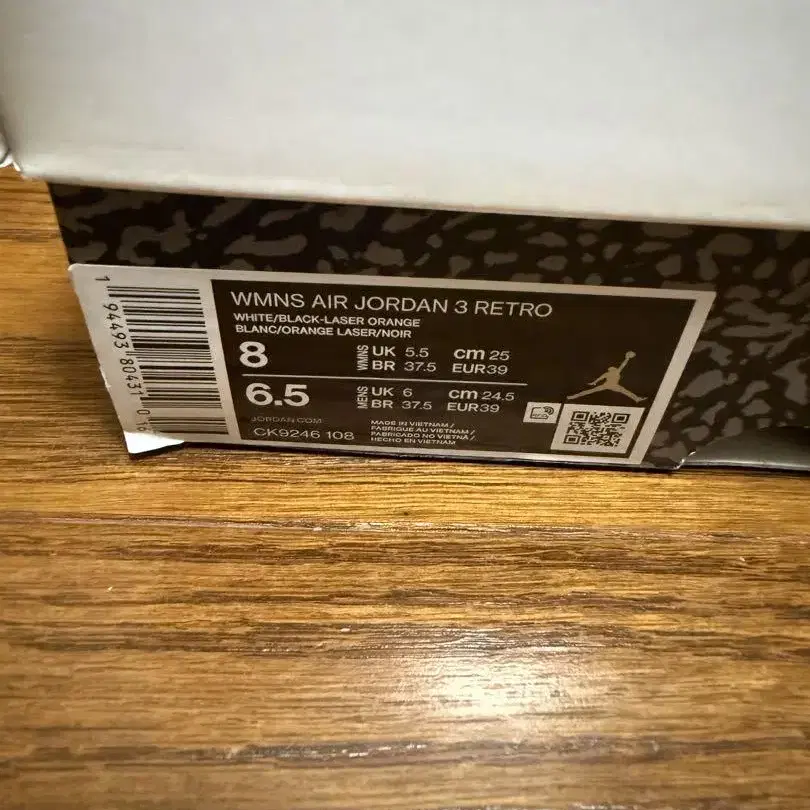 WMNS AIR JORDAN 3 RETRO
WHITE/BLACK-LASER ORANGE
BLANC/ORANGE LASER/NOIR
8 WMNS UK 5.5 cm 25
BR 37.5 EUR39
6.5 MENS UK 6 cm 24.5
BR 37.5 EUR39
JORDAN.COM
CK9246 108
MADE IN VIETNAM /
FABRIQUE AU VIETNAM /
FABRICADO NO VIETNÃ /
HECHO EN VIETNAM
1 94493 80431